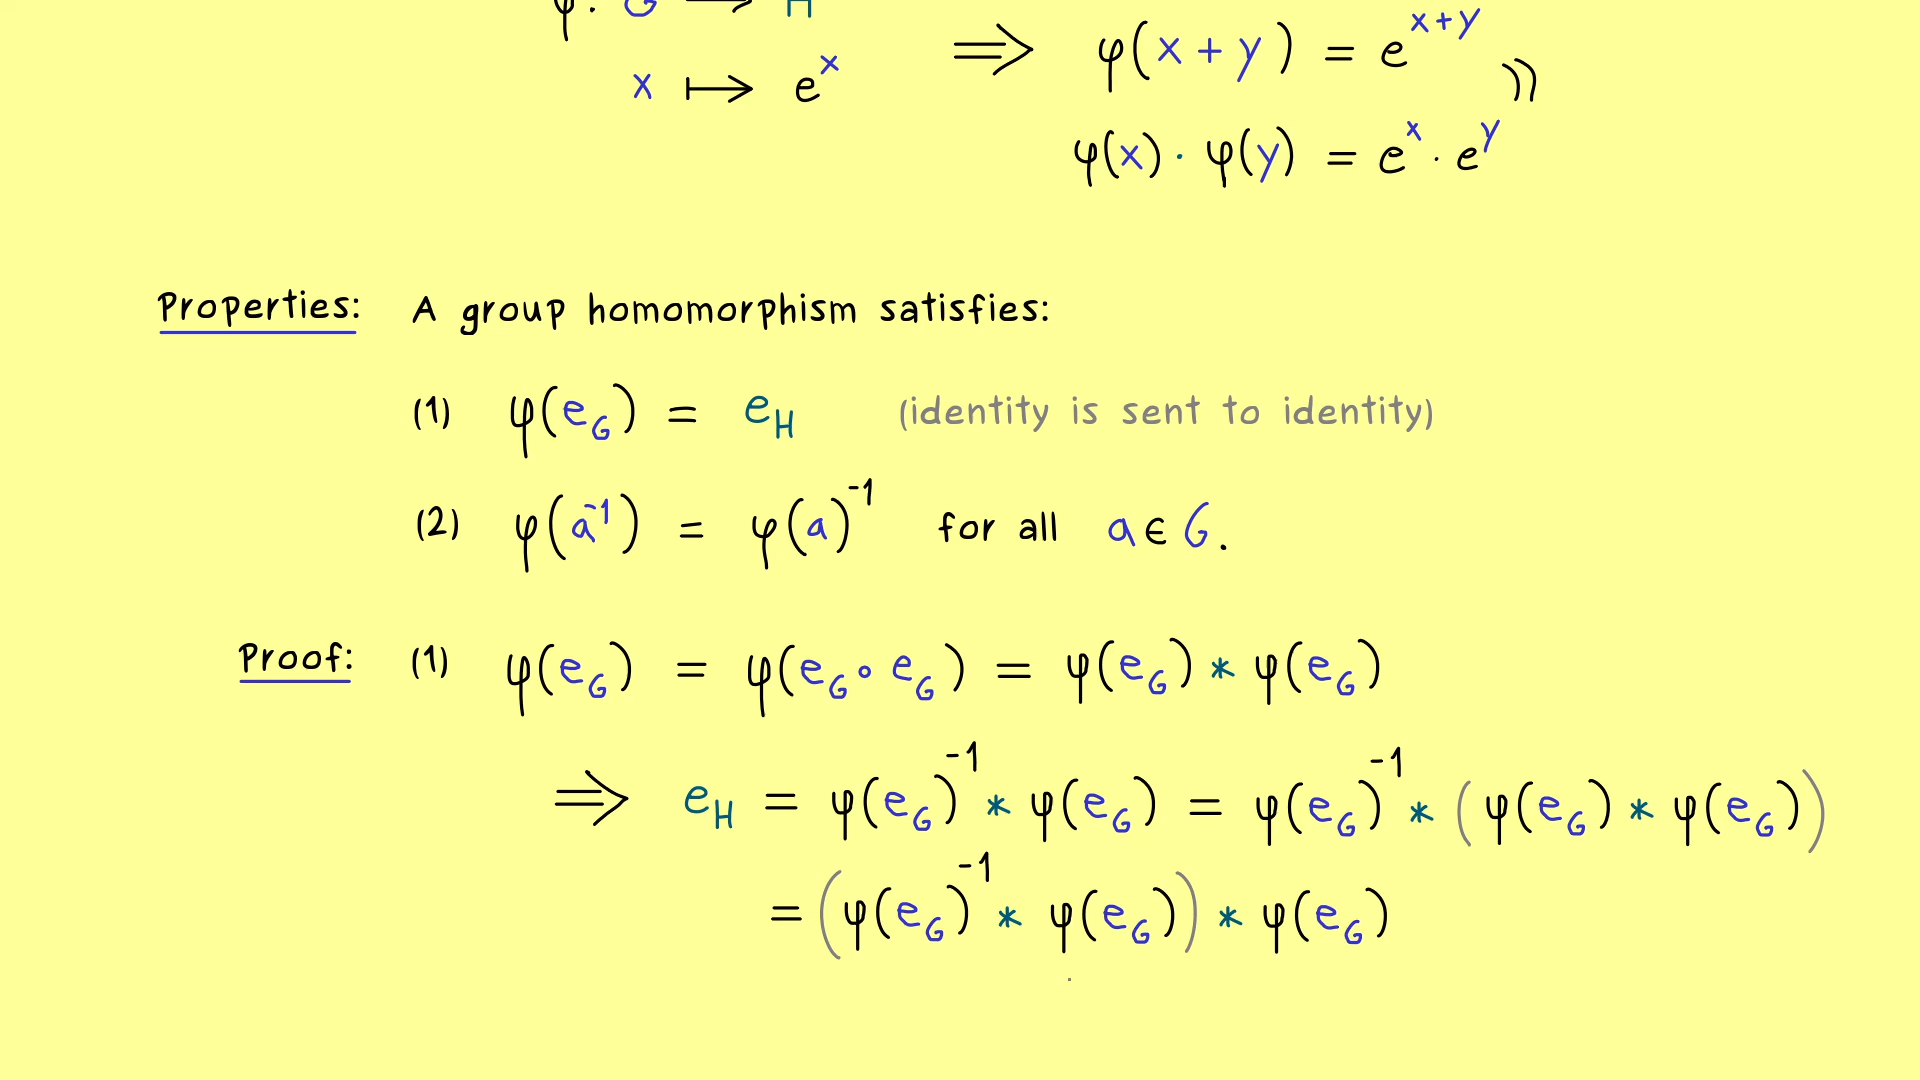 φ: G ⟶ H
x ⟼ e^x ⟹ φ(x + y) = e^{x+y}
φ(x) · φ(y) = e^x · e^y
Properties: A group homomorphism satisfies:
(1) φ(e_G) = e_H (identity is sent to identity)
(2) φ(a^{-1}) = φ(a)^{-1} for all a ∈ G.
Proof: (1) φ(e_G) = φ(e_G ∘ e_G) = φ(e_G) * φ(e_G)
⟹ e_H = φ(e_G)^{-1} * φ(e_G) = φ(e_G)^{-1} * (φ(e_G) * φ(e_G))
= (φ(e_G)^{-1} * φ(e_G)) * φ(e_G)